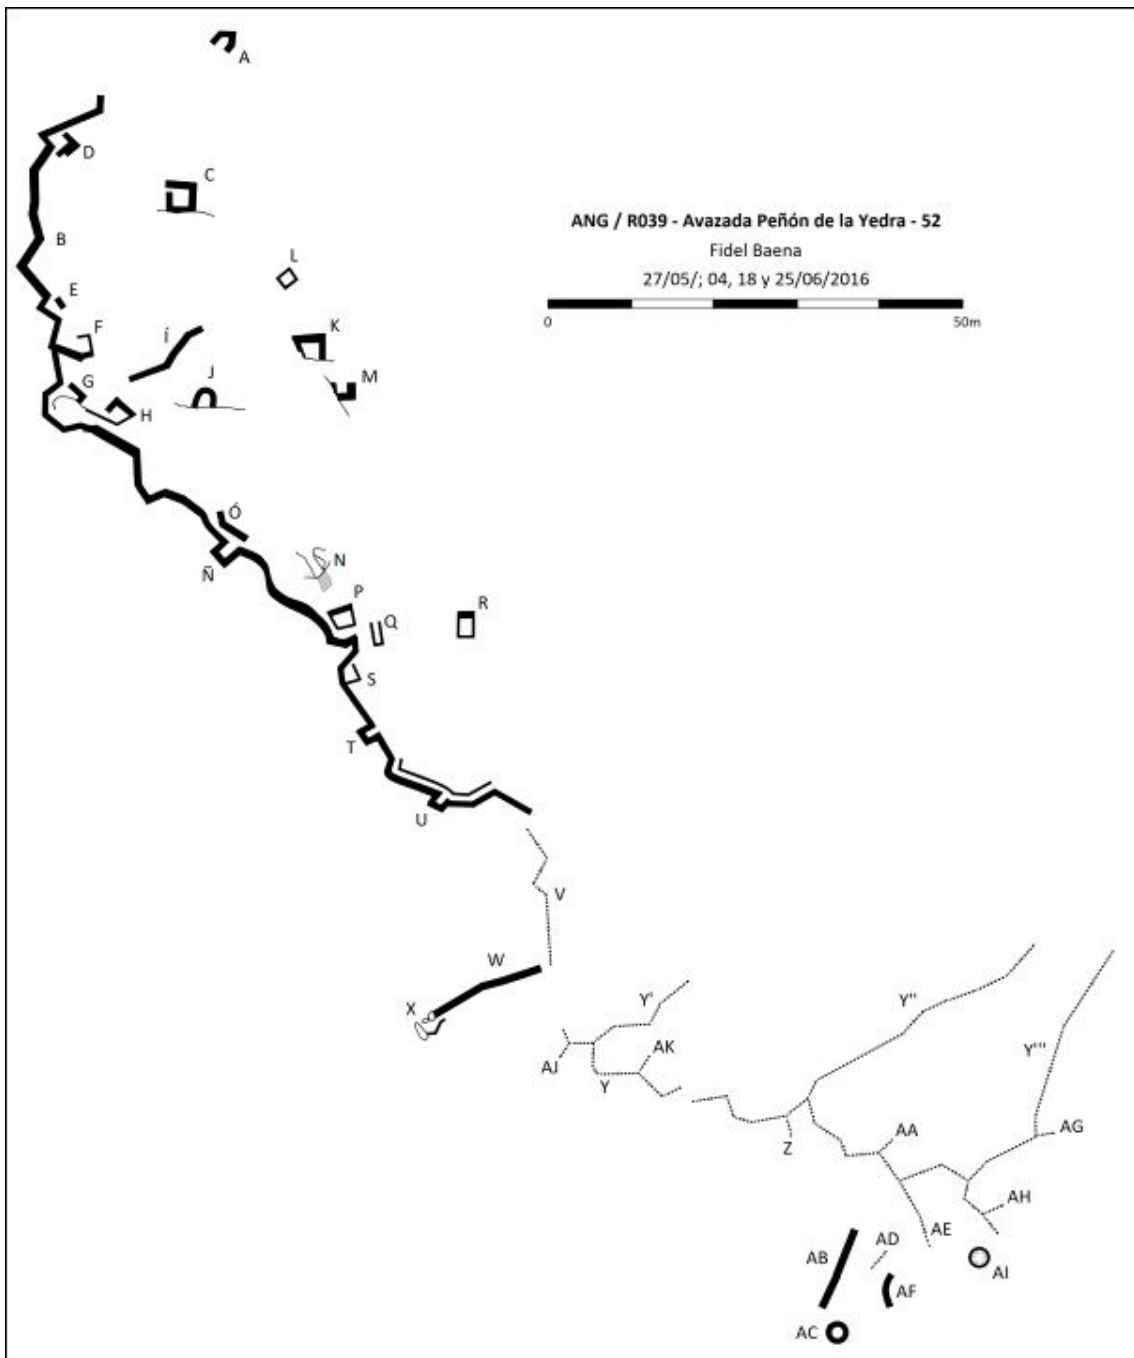 A
D
C
ANG / R039 - Avazada Peñón de la Yedra - 52
Fidel Baena
27/05/; 04, 18 y 25/06/2016
0
50m
B
L
E
F
Í
K
J
M
G
H
Ó
Ñ
N
P
Q
R
S
T
U
V
W
X
Y'
Y''
Y'''
AJ
AK
Y
Z
AA
AG
AH
AE
AD
AB
AI
AF
AC